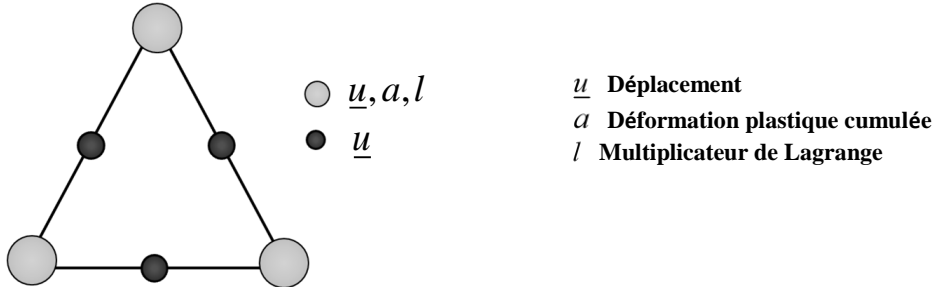 u, a, l
u
u Déplacement
a Déformation plastique cumulée
l Multiplicateur de Lagrange